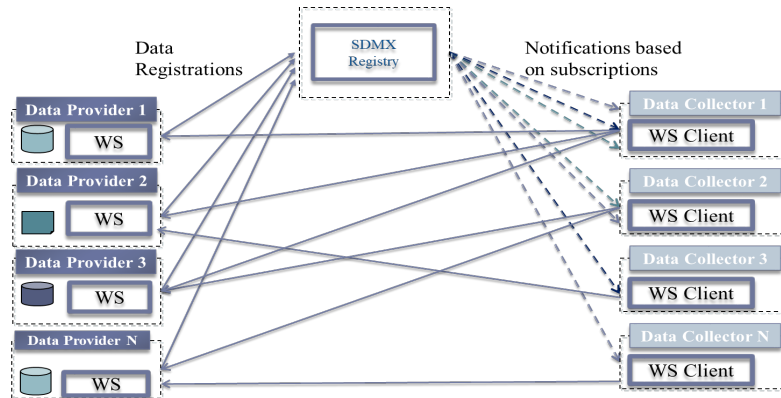 Data
Registrations
SDMX
Registry
Notifications based
on subscriptions
Data Provider 1
WS
Data Provider 2
WS
Data Provider 3
WS
Data Provider N
WS
Data Collector 1
WS Client
Data Collector 2
WS Client
Data Collector 3
WS Client
Data Collector N
WS Client